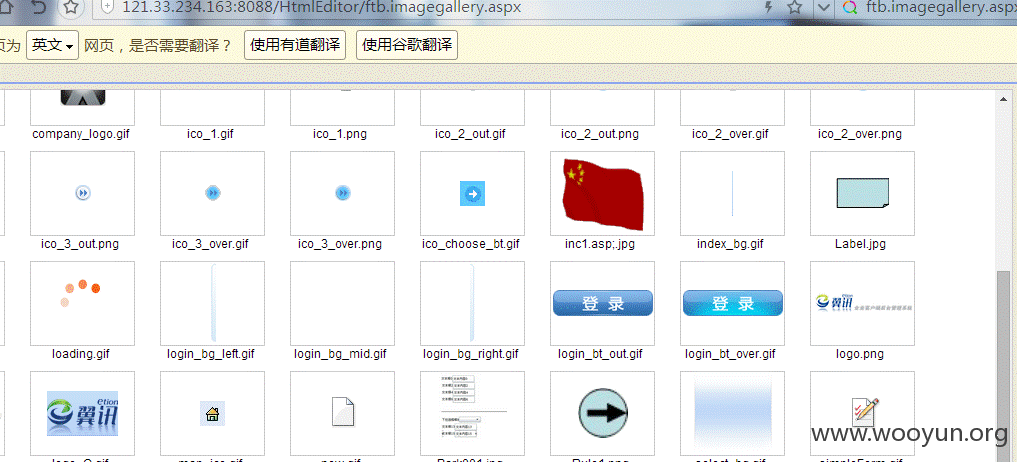 121.33.234.163:8088/HtmlEditor/ftb.imagegallery.aspx
ftb.imagegallery.asp
页为 英文 网页，是否需要翻译？ 使用有道翻译 使用谷歌翻译
company_logo.gif ico_1.gif ico_1.png ico_2_out.gif ico_2_out.png ico_2_over.gif ico_2_over.png
ico_3_out.png ico_3_over.gif ico_3_over.png ico_choose_bt.gif inc1.asp;.jpg index_bg.gif Label.jpg
登 录 登 录 翼讯
loading.gif login_bg_left.gif login_bg_mid.gif login_bg_right.gif login_bt_out.gif login_bt_over.gif logo.png
etion
翼讯
www.wooyun.org